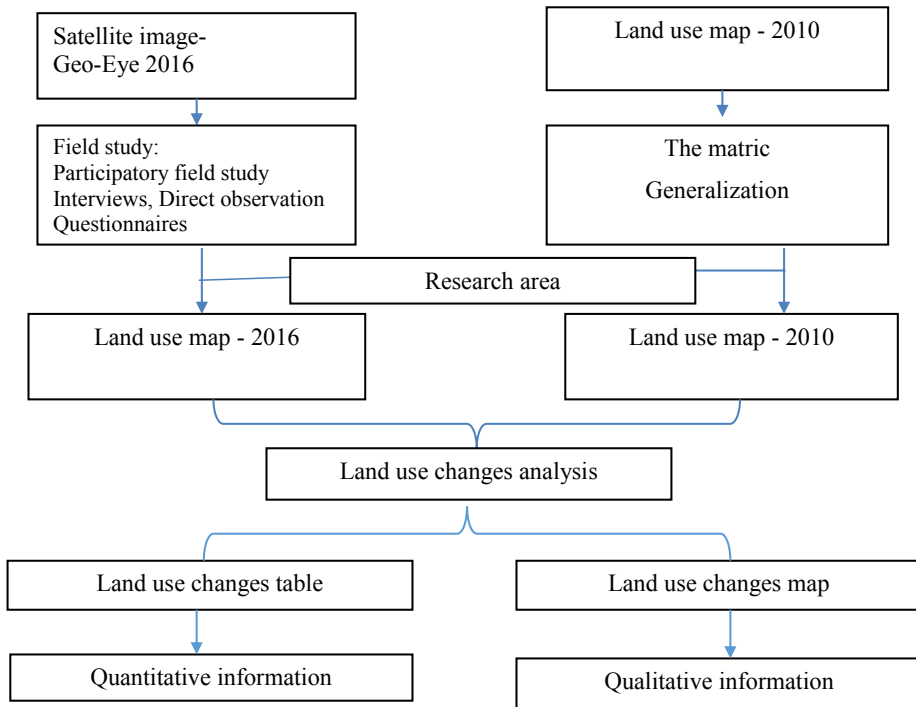 Satellite image-
Geo-Eye 2016
Land use map - 2010
Field study:
Participatory field study
Interviews, Direct observation
Questionnaires
The matric
Generalization
Research area
Land use map - 2016
Land use map - 2010
Land use changes analysis
Land use changes table
Land use changes map
Quantitative information
Qualitative information